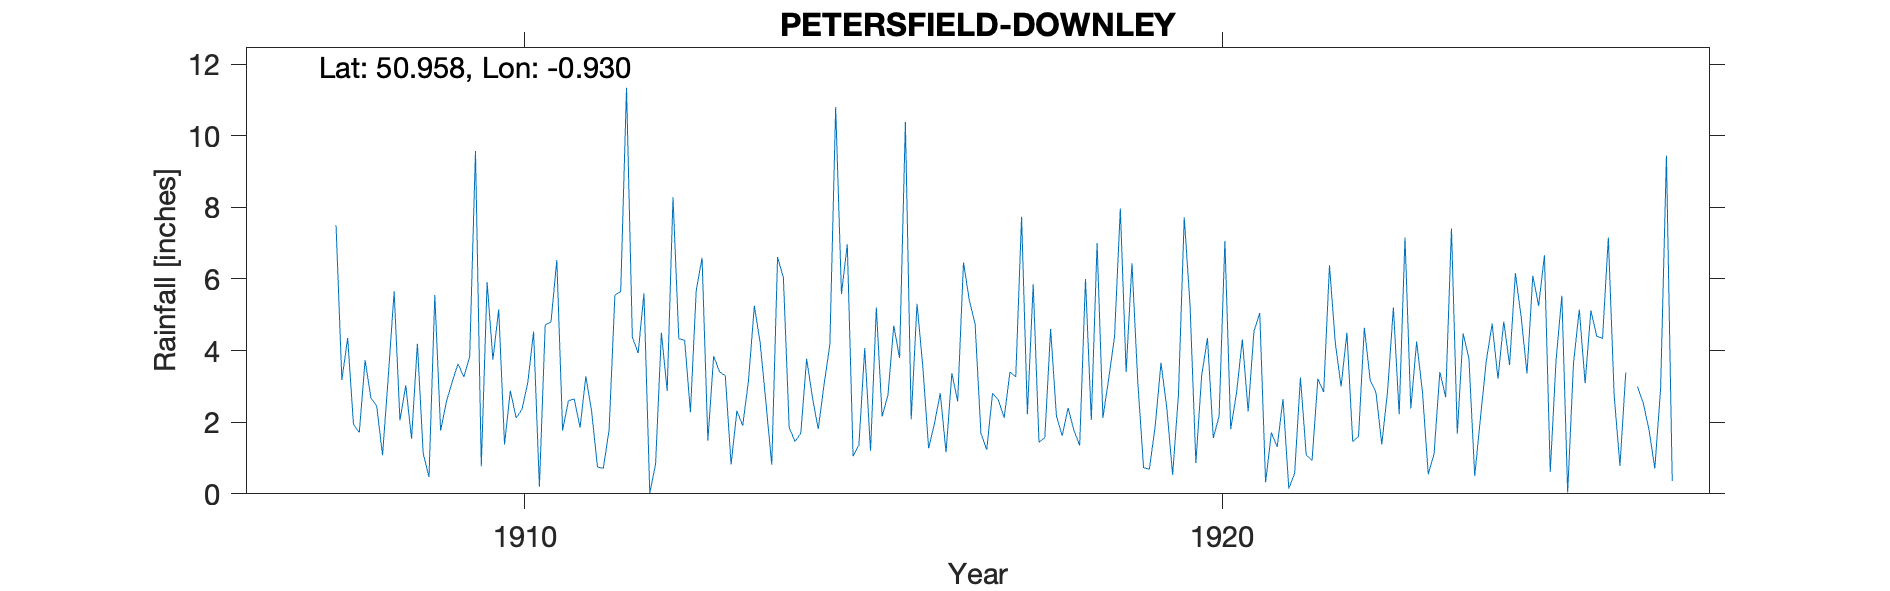 PETERSFIELD-DOWNLEY
Lat: 50.958, Lon: -0.930
12
10
8
6
4
2
0
Rainfall [inches]
1910
1920
Year